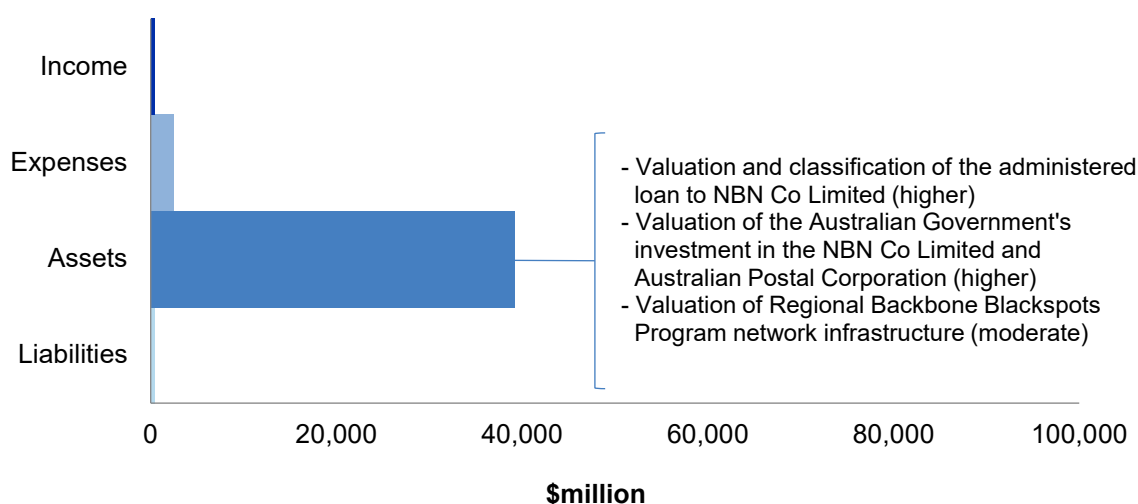 Income
Expenses
Assets
Liabilities
- Valuation and classification of the administered
loan to NBN Co Limited (higher)
- Valuation of the Australian Government's
investment in the NBN Co Limited and
Australian Postal Corporation (higher)
- Valuation of Regional Backbone Blackspots
Program network infrastructure (moderate)
0 20,000 40,000 60,000 80,000 100,000
$million